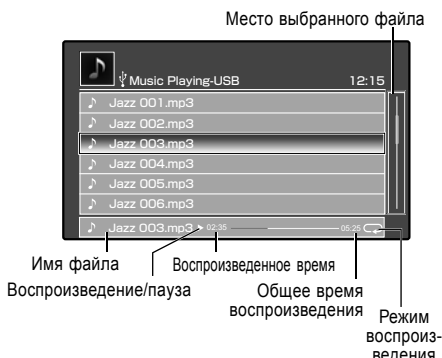 Место выбранного файла
Music Playing-USB 12:15
Jazz 001.mp3
Jazz 002.mp3
Jazz 003.mp3
Jazz 004.mp3
Jazz 005.mp3
Jazz 006.mp3
Jazz 003.mp3 02:35 05:25
Имя файла
Воспроизведенное время
Воспроизведение/пауза
Общее время
воспроизведения
Режим
воспроиз-
ведения